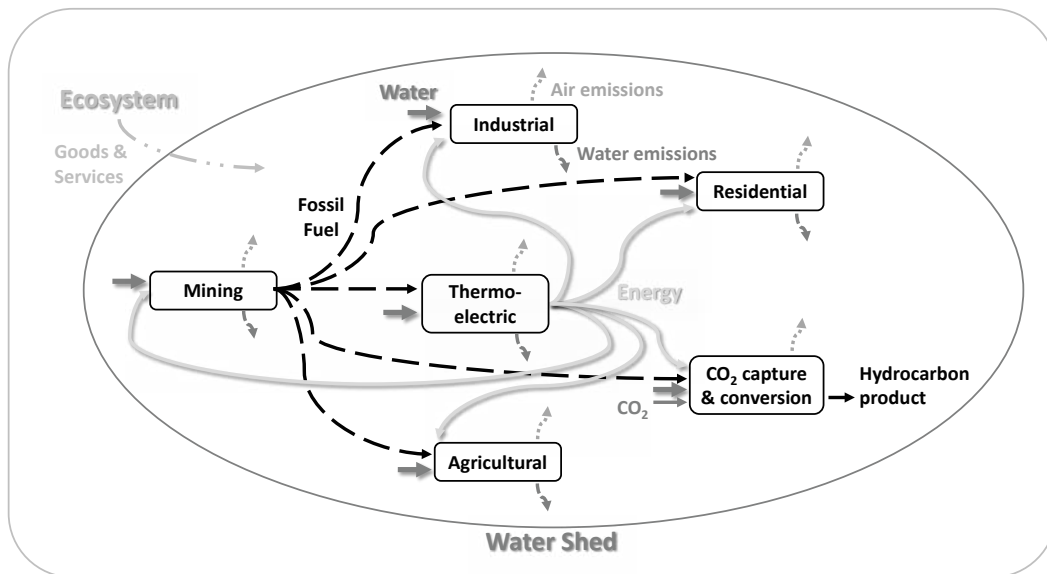 Ecosystem
Goods &
Services
Water
Air emissions
Industrial
Water emissions
Residential
Fossil
Fuel
Mining
Thermo-
electric
Energy
CO₂ capture
& conversion
Hydrocarbon
product
CO₂
Agricultural
Water Shed